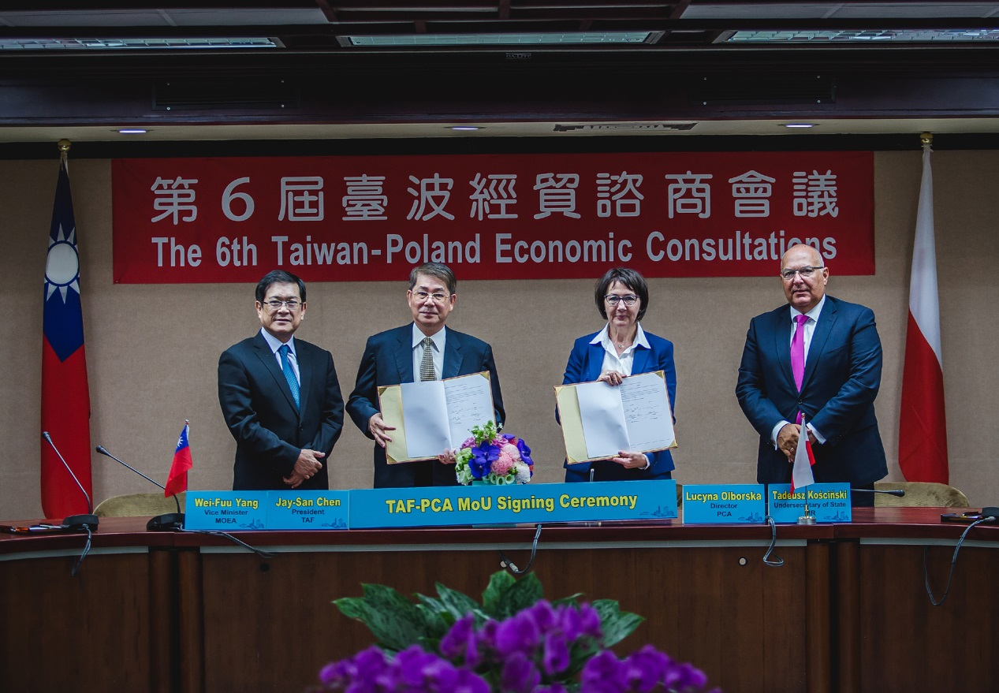 第6屆臺波經貿諮商會議
The 6th Taiwan-Poland Economic Consultations
Wei-Fuu Yang
Vice Minister
MOEA
Jay-San Chen
President
TAF
TAF-PCA MoU Signing Ceremony
Lucyna Olborska
Director
PCA
Tadeusz Kościński
Undersecretary of State